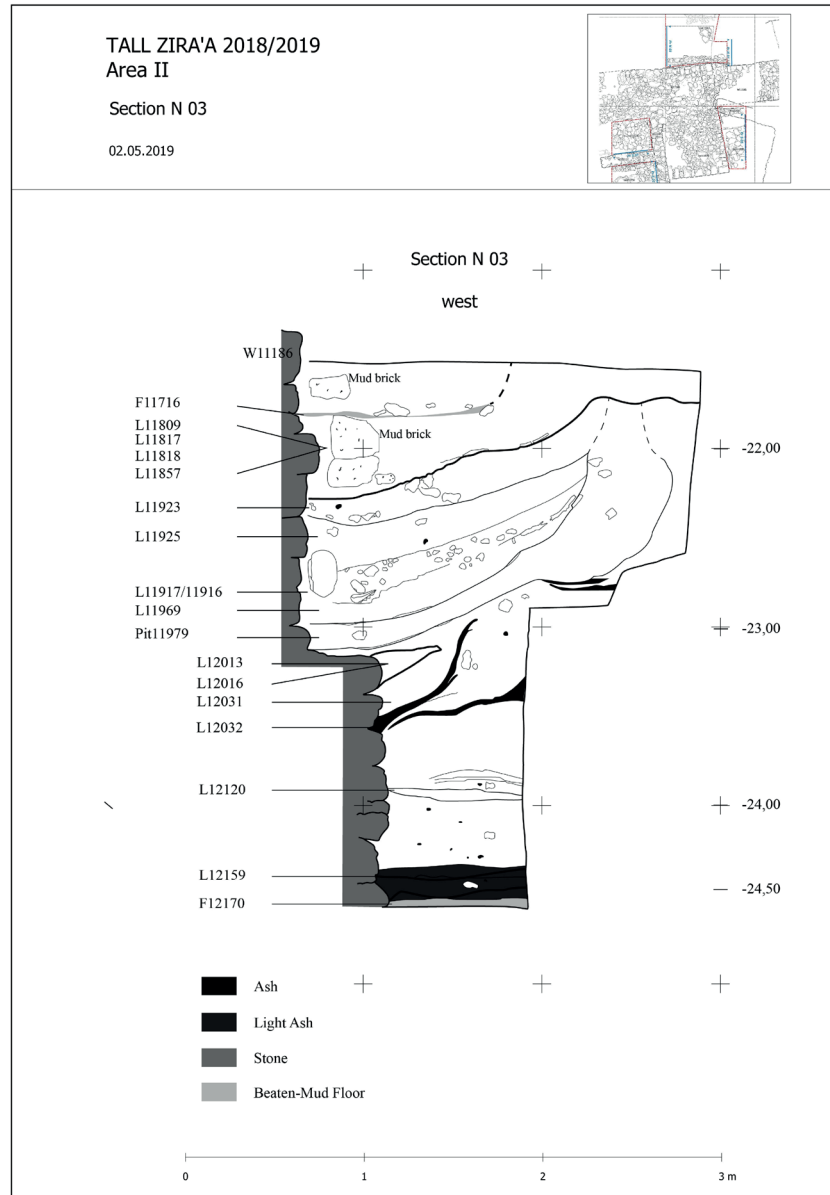 TALL ZIRA'A 2018/2019
Area II
Section N 03
02.05.2019
Section N 03
west
W11186
Mud brick
F11716
L11809
Mud brick
L11817
-22,00
L11818
L11857
L11923
L11925
L11917/11916
L11969
Pit11979
-23,00
L12013
L12016
L12031
L12032
L12120
-24,00
L12159
-24,50
F12170
Ash
Light Ash
Stone
Beaten-Mud Floor
0 1 2 3 m